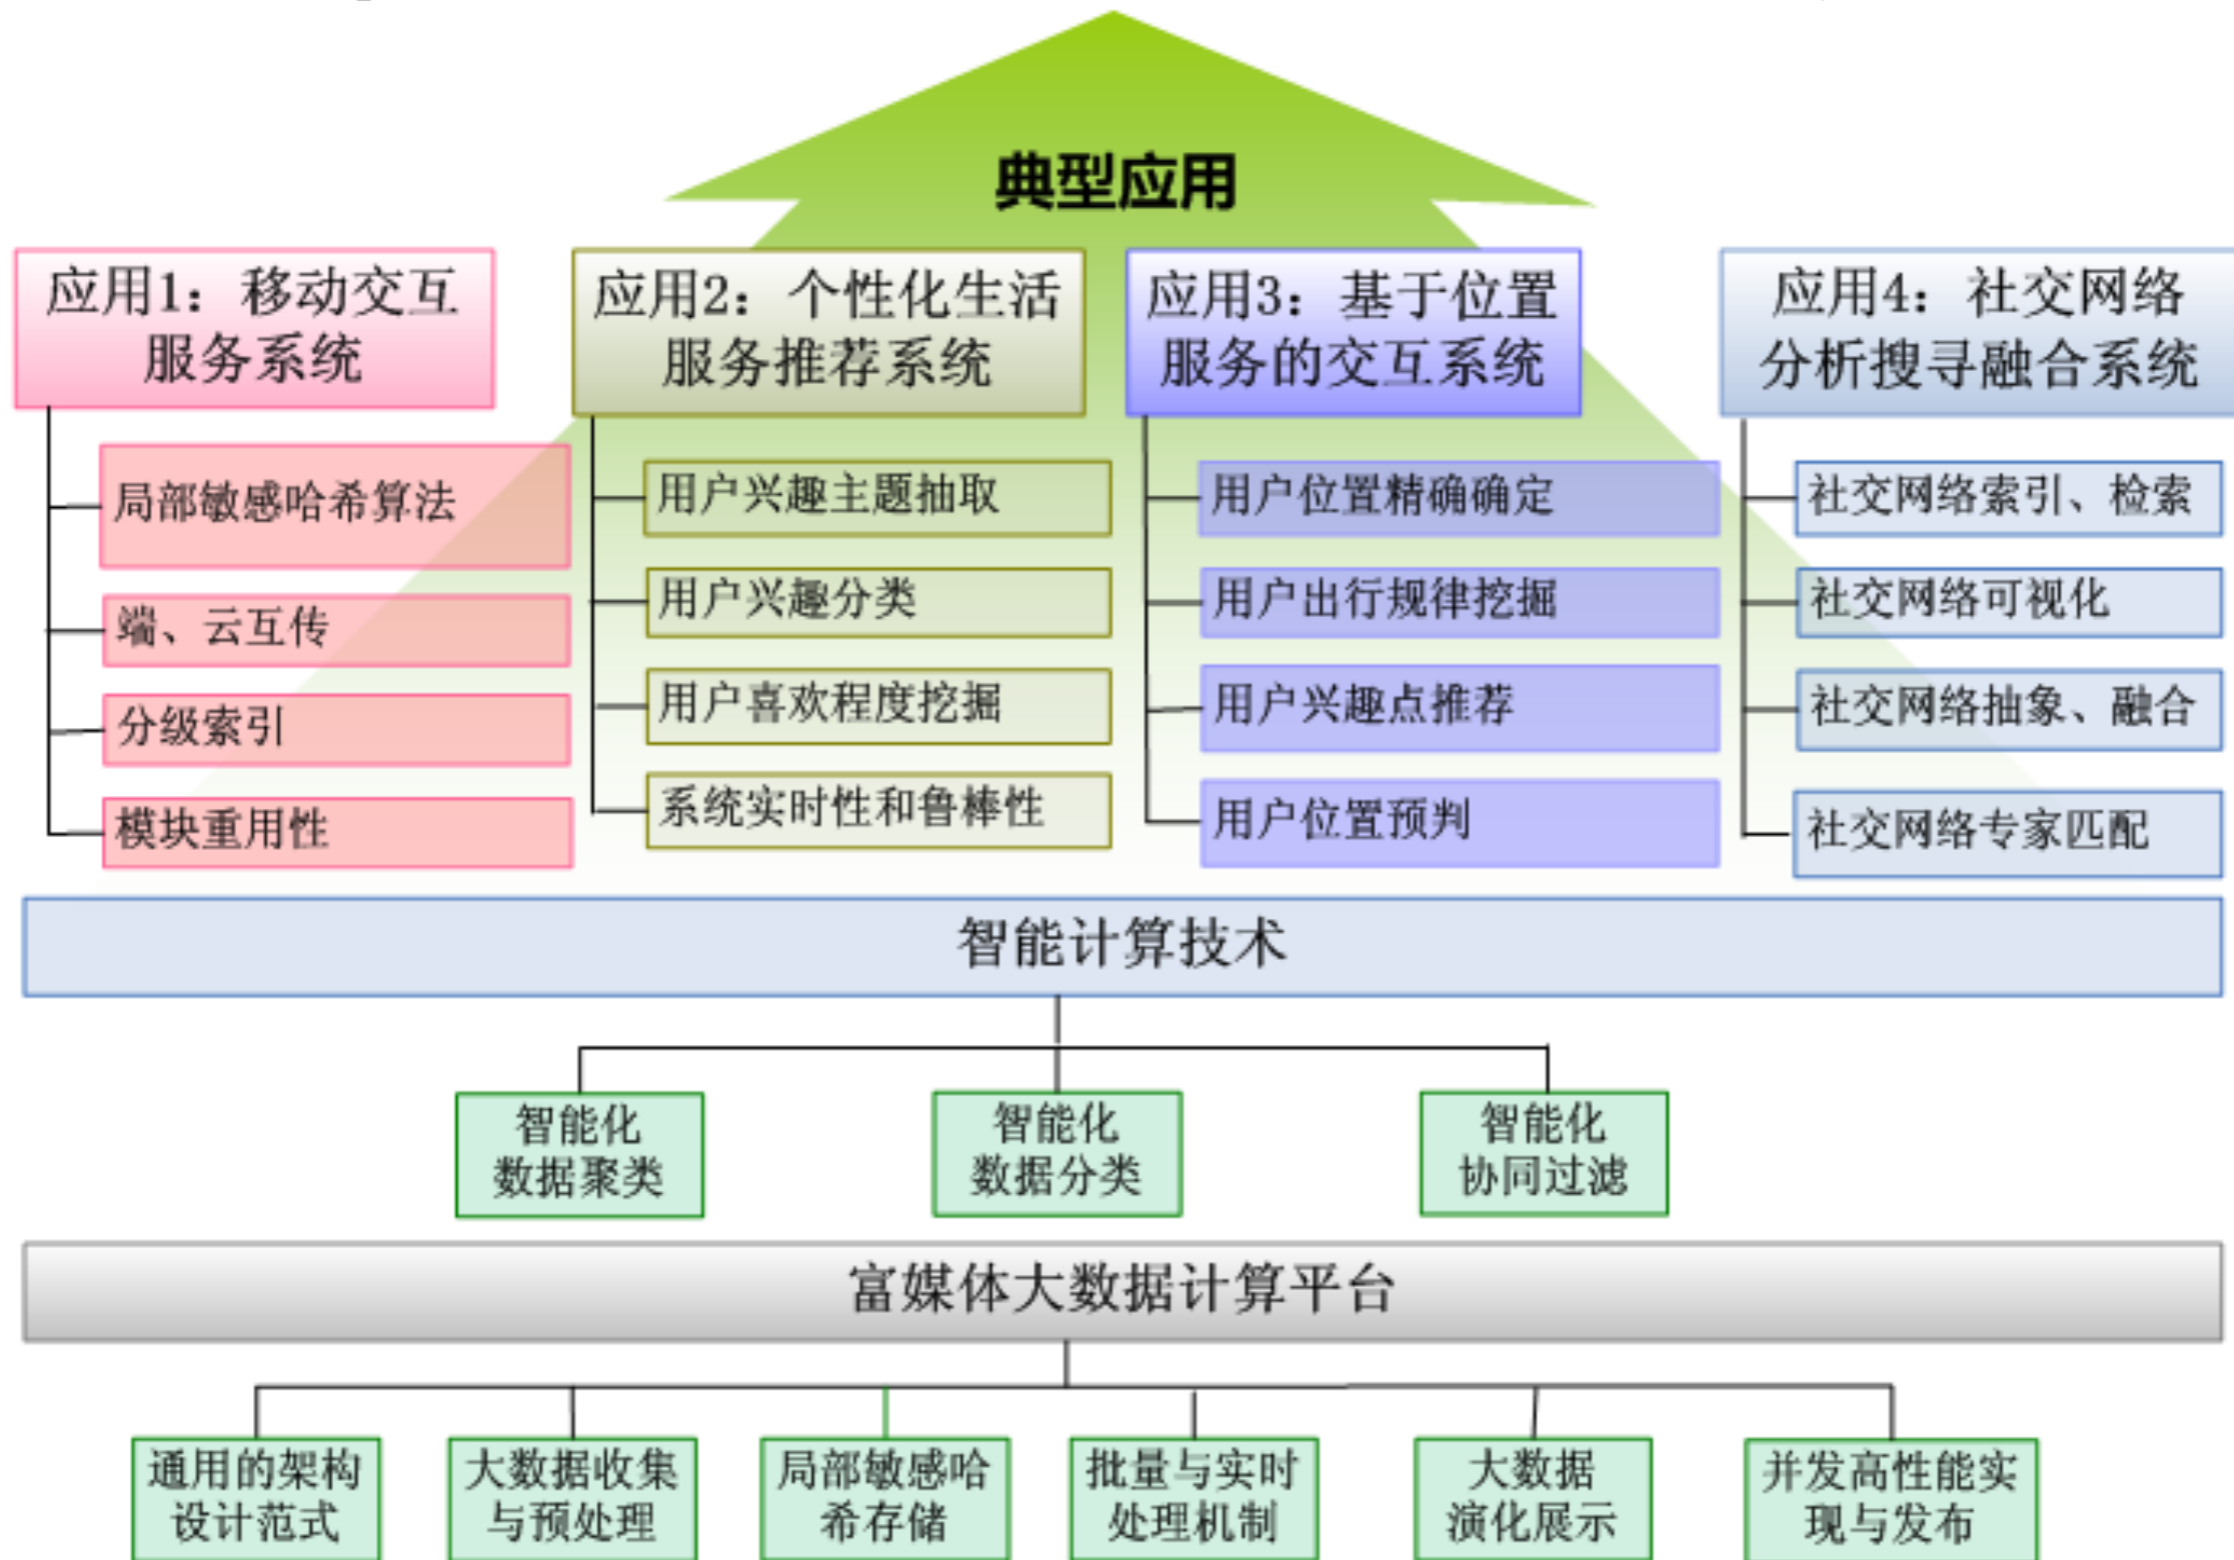 典型应用
应用1：移动交互
服务系统
局部敏感哈希算法
端、云互传
分级索引
模块重用性
应用2：个性化生活
服务推荐系统
用户兴趣主题抽取
用户兴趣分类
用户喜欢程度挖掘
系统实时性和鲁棒性
应用3：基于位置
服务的交互系统
用户位置精确确定
用户出行规律挖掘
用户兴趣点推荐
用户位置预判
应用4：社交网络
分析搜寻融合系统
社交网络索引、检索
社交网络可视化
社交网络抽象、融合
社交网络专家匹配
智能计算技术
智能化
数据聚类
智能化
数据分类
智能化
协同过滤
富媒体大数据计算平台
通用的架构
设计范式
大数据收集
与预处理
局部敏感哈
希存储
批量与实时
处理机制
大数据
演化展示
并发高性能实
现与发布